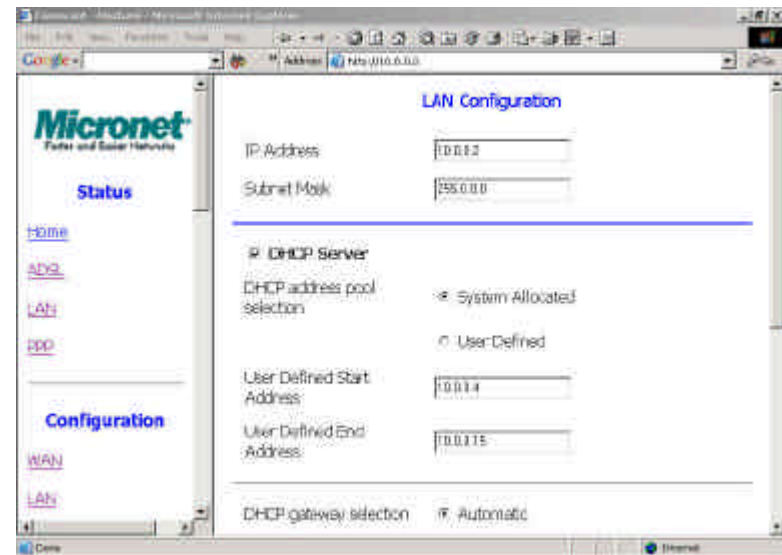 Google
Address
LAN Configuration
Micronet
Faster and Easier Networks
IP Address
10.0.0.2
Subnet Mask
255.0.0.0
Status
Home
ADSL
LAN
PPP
DHCP Server
DHCP address pool selection
System Allocated
User Defined
User Defined Start Address
10.0.0.4
User Defined End Address
10.0.0.15
Configuration
WAN
LAN
DHCP gateway selection
Automatic
Done
Internet